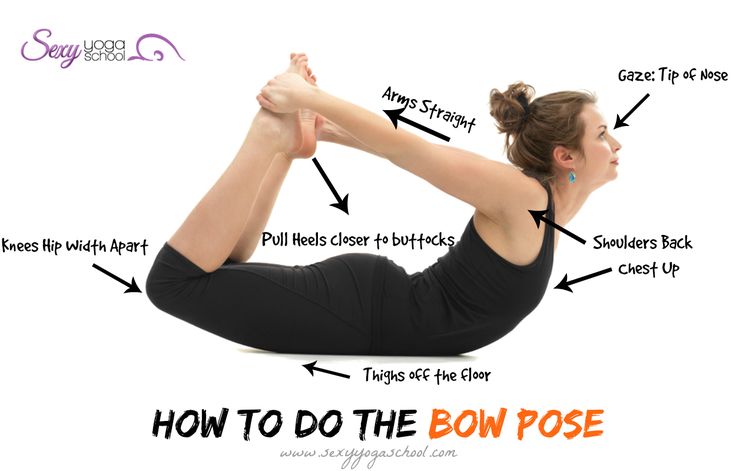 Sexy yoga
school
Gaze: Tip of Nose
Arms Straight
Knees Hip Width Apart
Pull Heels closer to buttocks
Shoulders Back
Chest Up
Thighs off the floor
HOW TO DO THE BOW POSE
www.sexyyogaschool.com